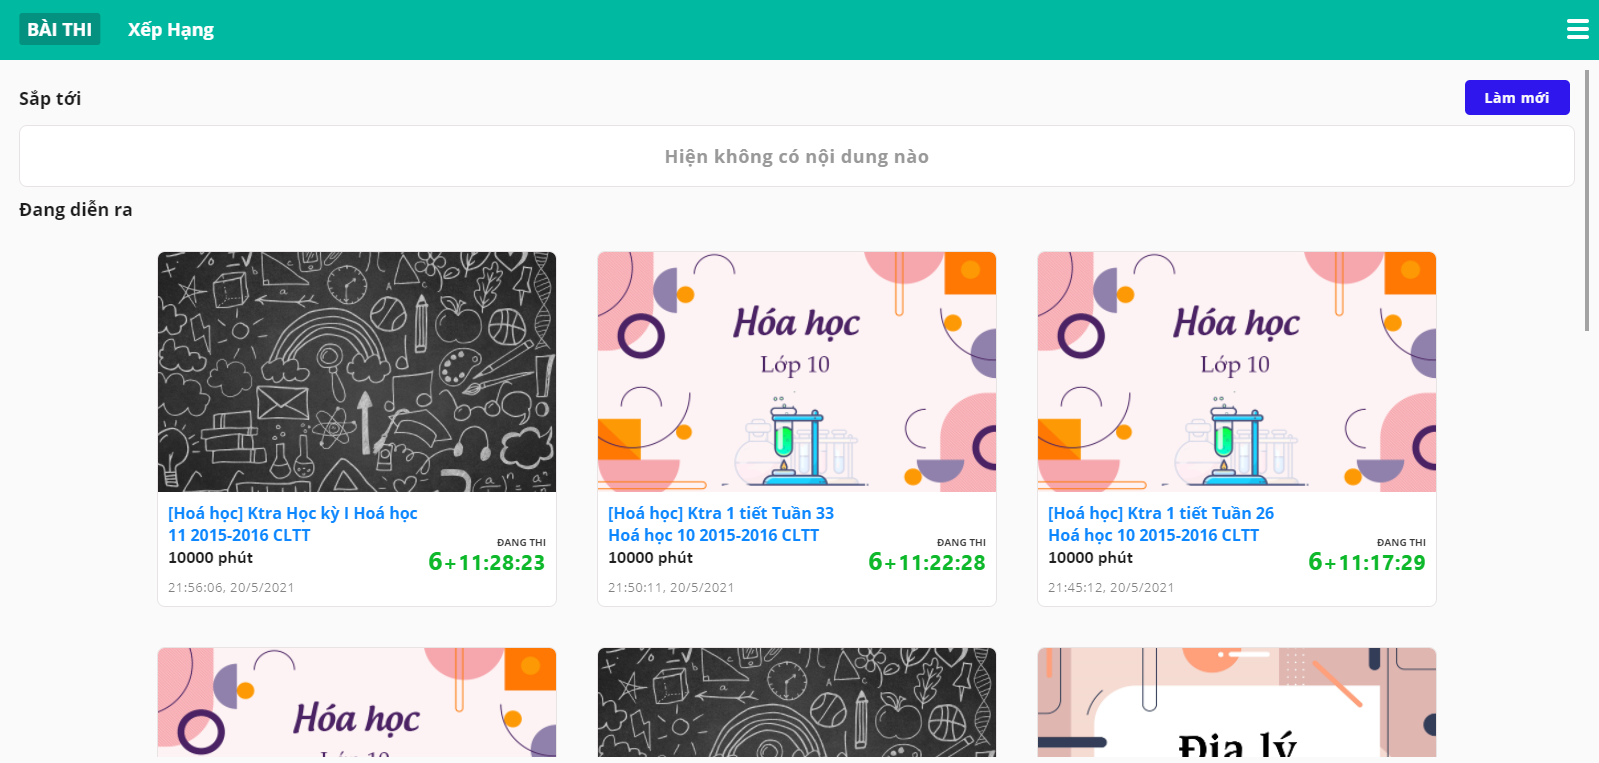 BÀI THI
Xếp Hạng
Sắp tới
Làm mới
Hiện không có nội dung nào
Đang diễn ra
Hóa học
Lớp 10
Hóa học
Lớp 10
[Hoá học] Ktra Học kỳ I Hoá học
11 2015-2016 CLTT
10000 phút
ĐANG THI
6+11:28:23
21:56:06, 20/5/2021
[Hoá học] Ktra 1 tiết Tuần 33
Hoá học 10 2015-2016 CLTT
10000 phút
ĐANG THI
6+11:22:28
21:50:11, 20/5/2021
[Hoá học] Ktra 1 tiết Tuần 26
Hoá học 10 2015-2016 CLTT
10000 phút
ĐANG THI
6+11:17:29
21:45:12, 20/5/2021
Hóa học
Lớp 10
Địa lý